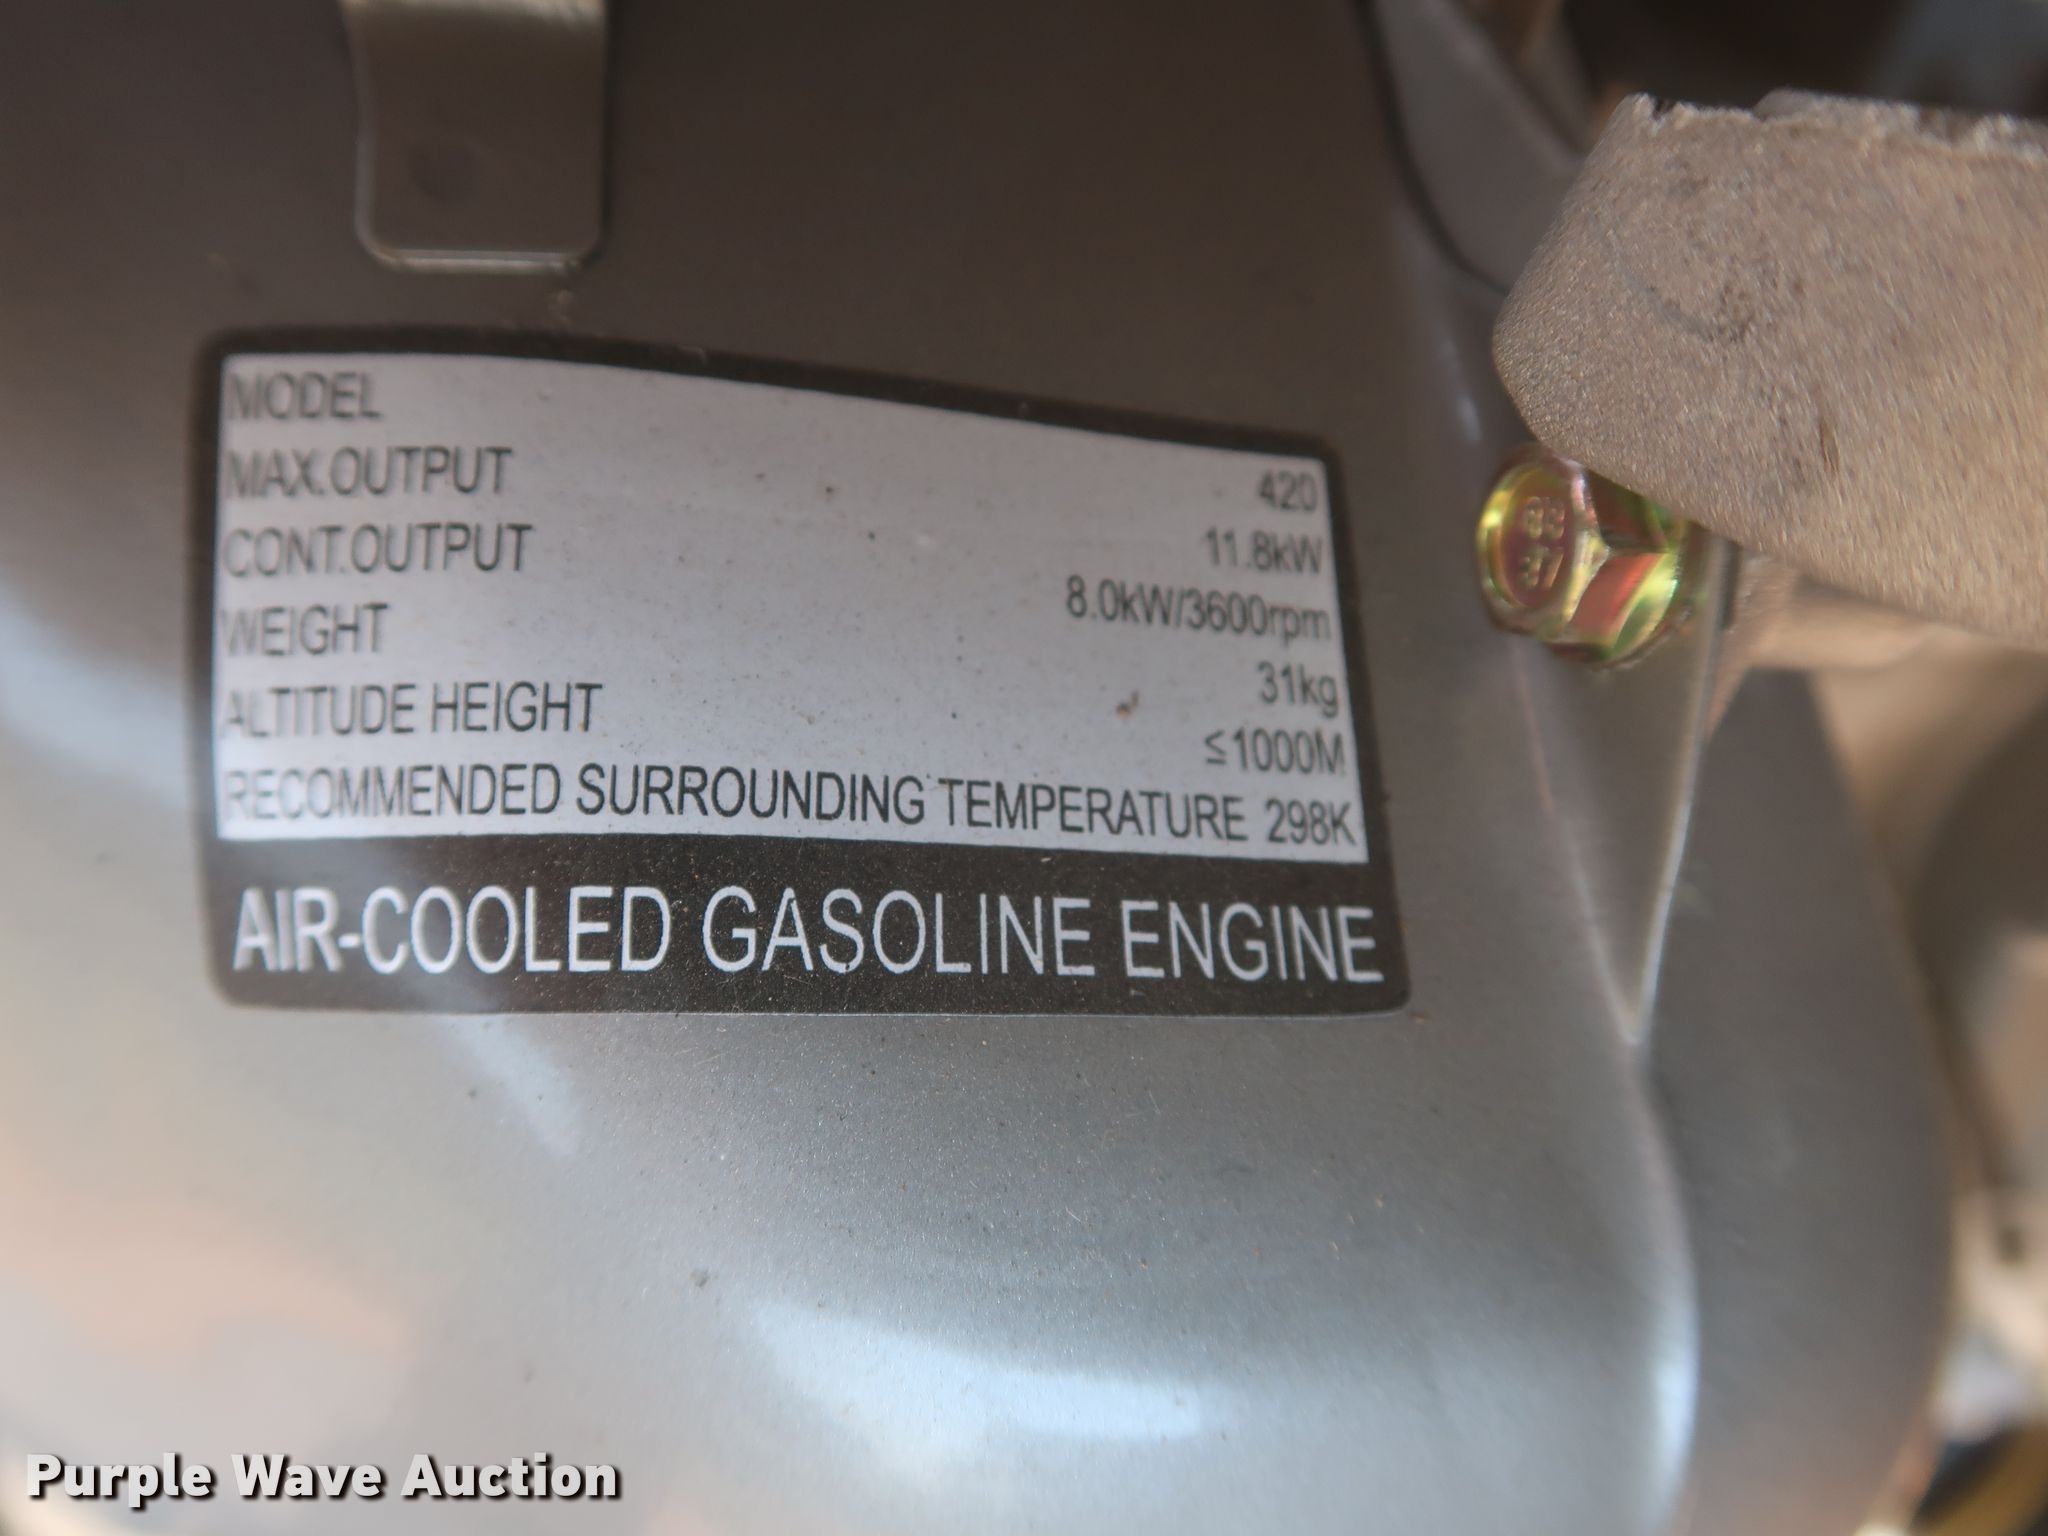 MODEL 420
MAX.OUTPUT 11.8kW
CONT.OUTPUT 8.0kW/3600rpm
WEIGHT 31kg
ALTITUDE HEIGHT ≤1000M
RECOMMENDED SURROUNDING TEMPERATURE 298K
AIR-COOLED GASOLINE ENGINE
Purple Wave Auction